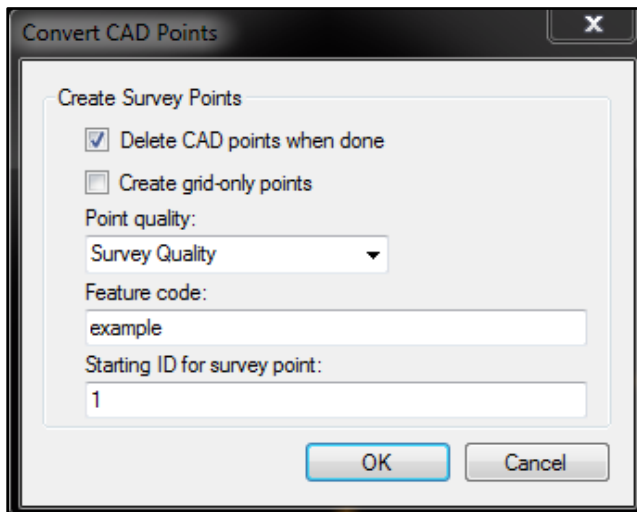 Convert CAD Points
Create Survey Points
Delete CAD points when done
Create grid-only points
Point quality:
Survey Quality
Feature code:
example
Starting ID for survey point:
1
OK Cancel